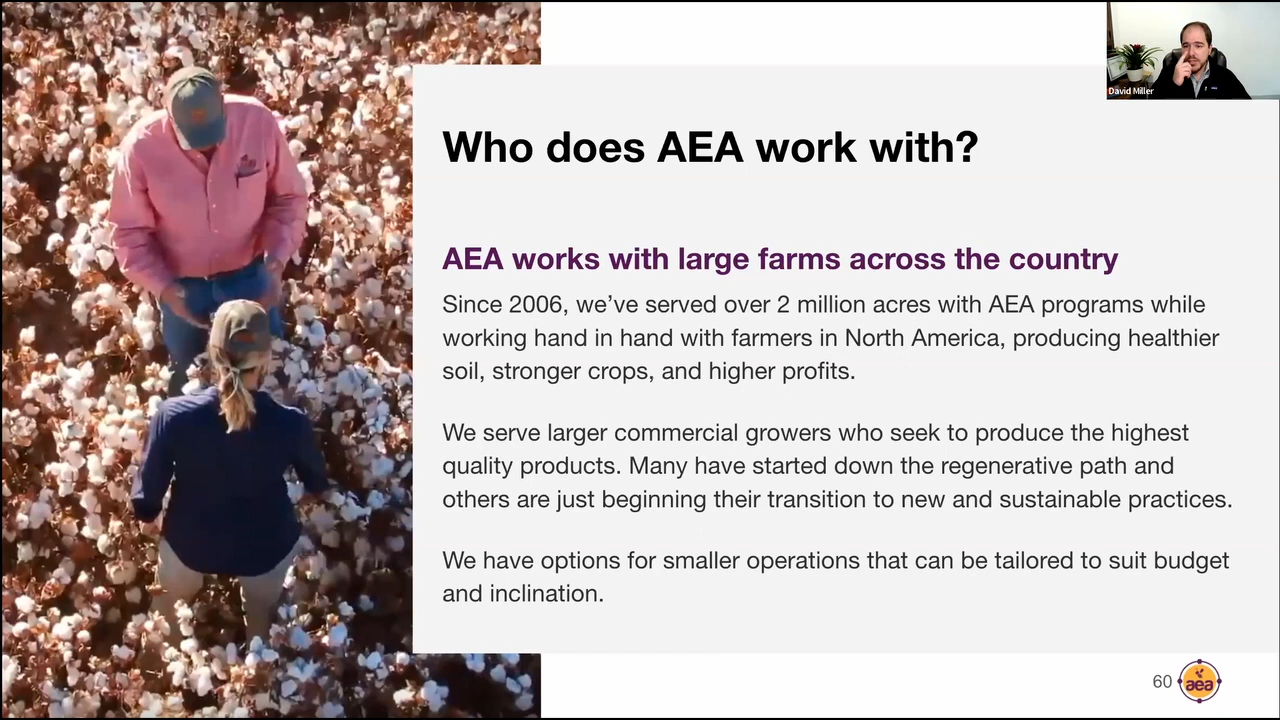 David Miller
Who does AEA work with?
AEA works with large farms across the country
Since 2006, we’ve served over 2 million acres with AEA programs while
working hand in hand with farmers in North America, producing healthier
soil, stronger crops, and higher profits.
We serve larger commercial growers who seek to produce the highest
quality products. Many have started down the regenerative path and
others are just beginning their transition to new and sustainable practices.
We have options for smaller operations that can be tailored to suit budget
and inclination.
60
aea